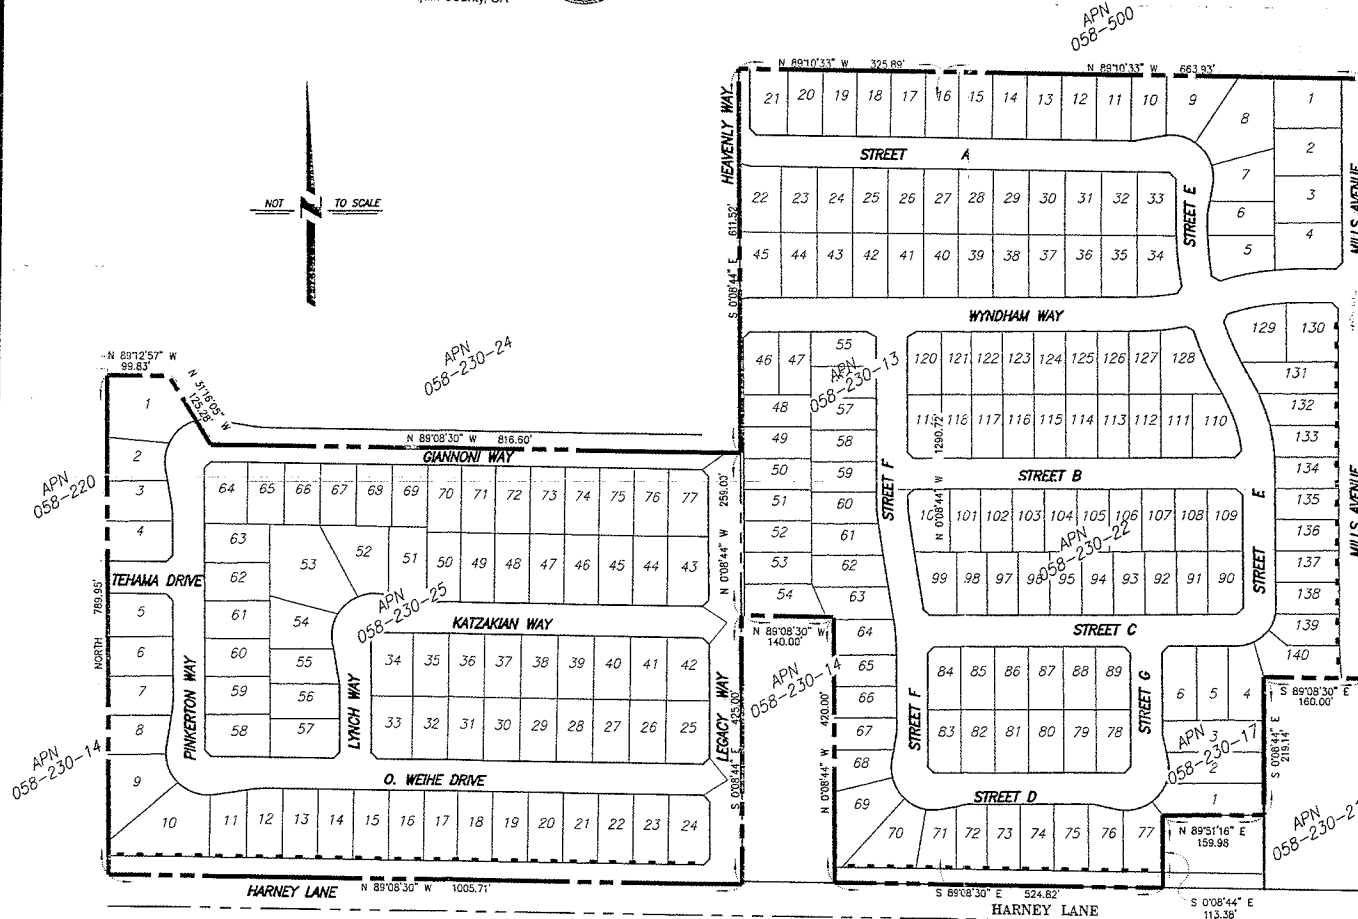 County, CA
APN
058-500
N 89°10'33" W 325.89'
N 89°10'33" W 663.93'
HEAVENLY WAY
21 20 19 18 17 16 15 14 13 12 11 10 9
8
1
2
7
3
6
4
5
STREET A
STREET E
MILLS AVENUE
NOT TO SCALE
22 23 24 25 26 27 28 29 30 31 32 33
45 44 43 42 41 40 39 38 37 36 35 34
S 0°08'44" E 611.52'
WYNDHAM WAY
129 130
131
132
133
134
135
136
137
138
139
140
MILLS AVENUE
46 47
55
48
57
49
58
50
59
51
60
52
61
53
62
54
63
64
65
66
67
68
69
APN
058-230-13
120 121 122 123 124 125 126 127 128
118 117 116 115 114 113 112 111 110
N 0°08'44" W 1290.72'
STREET F
STREET B
STREET E
101 102 103 104 105 106 107 108 109
APN
058-230-22
99 98 97 96 95 94 93 92 91 90
STREET C
84 85 86 87 88 89
83 82 81 80 79 78
STREET F
STREET G
6 5 4
3
2
1
APN
058-230-17
STREET D
70 71 72 73 74 75 76 77
S 89°08'30" E
160.00'
S 0°08'44" E
219.14'
N 89°51'16" E
159.98
APN
058-230-2
S 0°08'44" E
113.38'
S 89°08'30" E 524.82'
HARNEY LANE
N 89°08'30" W
140.00'
APN
058-230-14
N 0°08'44" W 420.00'
APN
058-230-24
N 89°12'57" W
99.83'
N 31°16'05" W
125.28'
N 89°08'30" W 816.60'
GIANNONI WAY
1
2
3
4
APN
058-220
TEHAMA DRIVE
5
6
7
8
9
10
NORTH 789.95'
APN
058-230-14
PINKERTON WAY
64 65 66 67 68 69 70 71 72 73 74 75 76 77
63
62
61
60
59
58
53 52 51 50 49 48 47 46 45 44 43
54
55
56
57
APN
058-230-25
N 0°08'44" W 259.03'
KATZAKIAN WAY
LYNCH WAY
34 35 36 37 38 39 40 41 42
33 32 31 30 29 28 27 26 25
LEGACY WAY
S 0°08'44" E 425.00'
O. WEIHE DRIVE
11 12 13 14 15 16 17 18 19 20 21 22 23 24
HARNEY LANE N 89°08'30" W 1005.71'